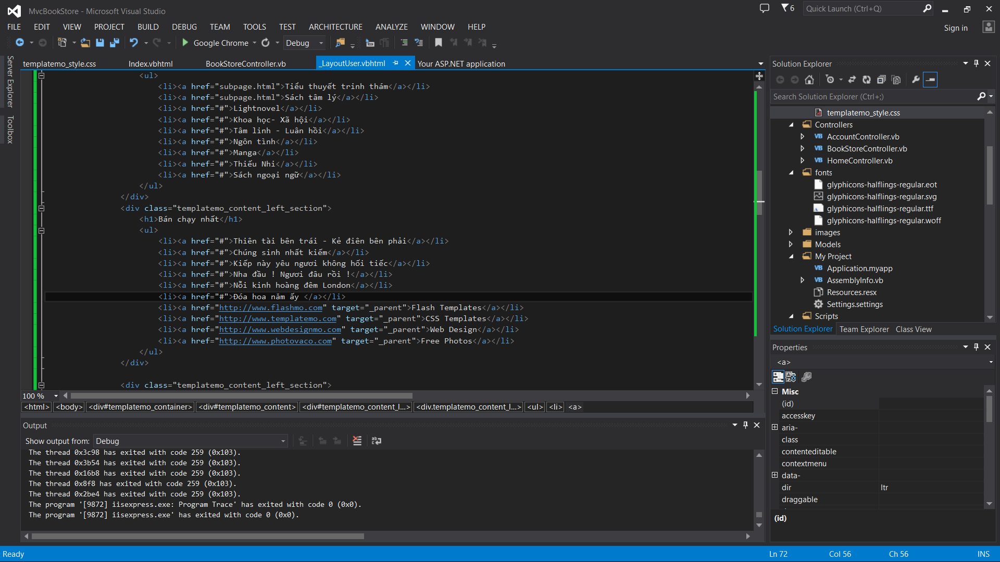 MvcBookStore - Microsoft Visual Studio
6
Quick Launch (Ctrl+Q)
FILE EDIT VIEW PROJECT BUILD DEBUG TEAM TOOLS TEST ARCHITECTURE ANALYZE WINDOW HELP
Sign in
Google Chrome
Debug
Server Explorer
Toolbox
templatemo_style.css
Index.vbhtml
BookStoreController.vb
_LayoutUser.vbhtml
Your ASP.NET application
<ul>
<li><a href="subpage.html">Tiểu thuyết trinh thám</a></li>
<li><a href="subpage.html">Sách tâm lý</a></li>
<li><a href="#">Lightnovel</a></li>
<li><a href="#">Khoa học- Xã hội</a></li>
<li><a href="#">Tâm linh - Luân hồi</a></li>
<li><a href="#">Ngôn tình</a></li>
<li><a href="#">Manga</a></li>
<li><a href="#">Thiếu Nhi</a></li>
<li><a href="#">Sách ngoại ngữ</a></li>
</ul>
</div>
<div class="templatemo_content_left_section">
<h1>Bán chạy nhất</h1>
<ul>
<li><a href="#">Thiên tài bên trái - Kẻ điên bên phải</a></li>
<li><a href="#">Chúng sinh nhất kiếm</a></li>
<li><a href="#">Kiếp này yêu ngươi không hối tiếc</a></li>
<li><a href="#">Nha đầu ! Ngươi đâu rồi !</a></li>
<li><a href="#">Nỗi kinh hoàng đêm London</a></li>
<li><a href="#">Đóa hoa năm ấy </a></li>
<li><a href="http://www.flashmo.com" target="_parent">Flash Templates</a></li>
<li><a href="http://www.templatemo.com" target="_parent">CSS Templates</a></li>
<li><a href="http://www.webdesignmo.com" target="_parent">Web Design</a></li>
<li><a href="http://www.photovaco.com" target="_parent">Free Photos</a></li>
</ul>
</div>
<div class="templatemo_content_left_section">
100 %
<html> <body> <div#templatemo_container> <div#templatemo_content> <div#templatemo_content_l...> <div.templatemo_content_l...> <ul> <li> <a>
Output
Show output from: Debug
The thread 0x3c98 has exited with code 259 (0x103).
The thread 0x3b54 has exited with code 259 (0x103).
The thread 0x16b8 has exited with code 259 (0x103).
The thread 0x8f8 has exited with code 259 (0x103).
The thread 0x2be4 has exited with code 259 (0x103).
The program '[9872] iisexpress.exe: Program Trace' has exited with code 0 (0x0).
The program '[9872] iisexpress.exe' has exited with code 0 (0x0).
Solution Explorer
Search Solution Explorer (Ctrl+;)
templatemo_style.css
Controllers
VB AccountController.vb
VB BookStoreController.vb
VB HomeController.vb
fonts
glyphicons-halflings-regular.eot
glyphicons-halflings-regular.svg
glyphicons-halflings-regular.ttf
glyphicons-halflings-regular.woff
images
Models
My Project
VB Application.myapp
VB AssemblyInfo.vb
Resources.resx
Settings.settings
Scripts
Solution Explorer Team Explorer Class View
Properties
<a>
Misc
(id)
accesskey
aria-
class
contenteditable
contextmenu
data-
dir ltr
draggable
(id)
Ready
Ln 72
Col 56
Ch 56
INS